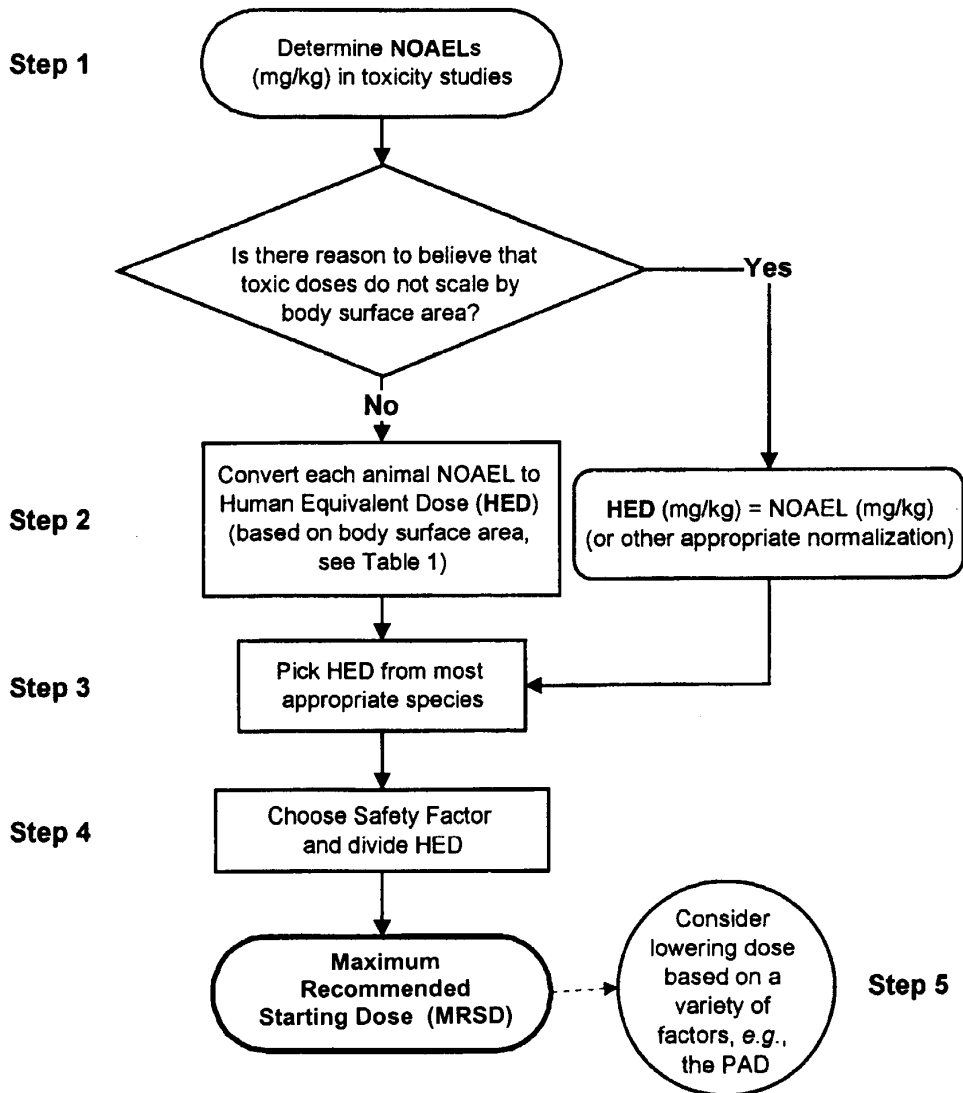 Step 1
Determine NOAELs
(mg/kg) in toxicity studies
Is there reason to believe that
toxic doses do not scale by
body surface area?
Yes
No
Step 2
Convert each animal NOAEL to
Human Equivalent Dose (HED)
(based on body surface area,
see Table 1)
HED (mg/kg) = NOAEL (mg/kg)
(or other appropriate normalization)
Step 3
Pick HED from most
appropriate species
Step 4
Choose Safety Factor
and divide HED
Maximum
Recommended
Starting Dose (MRSD)
Consider
lowering dose
based on a
variety of
factors, e.g.,
the PAD
Step 5